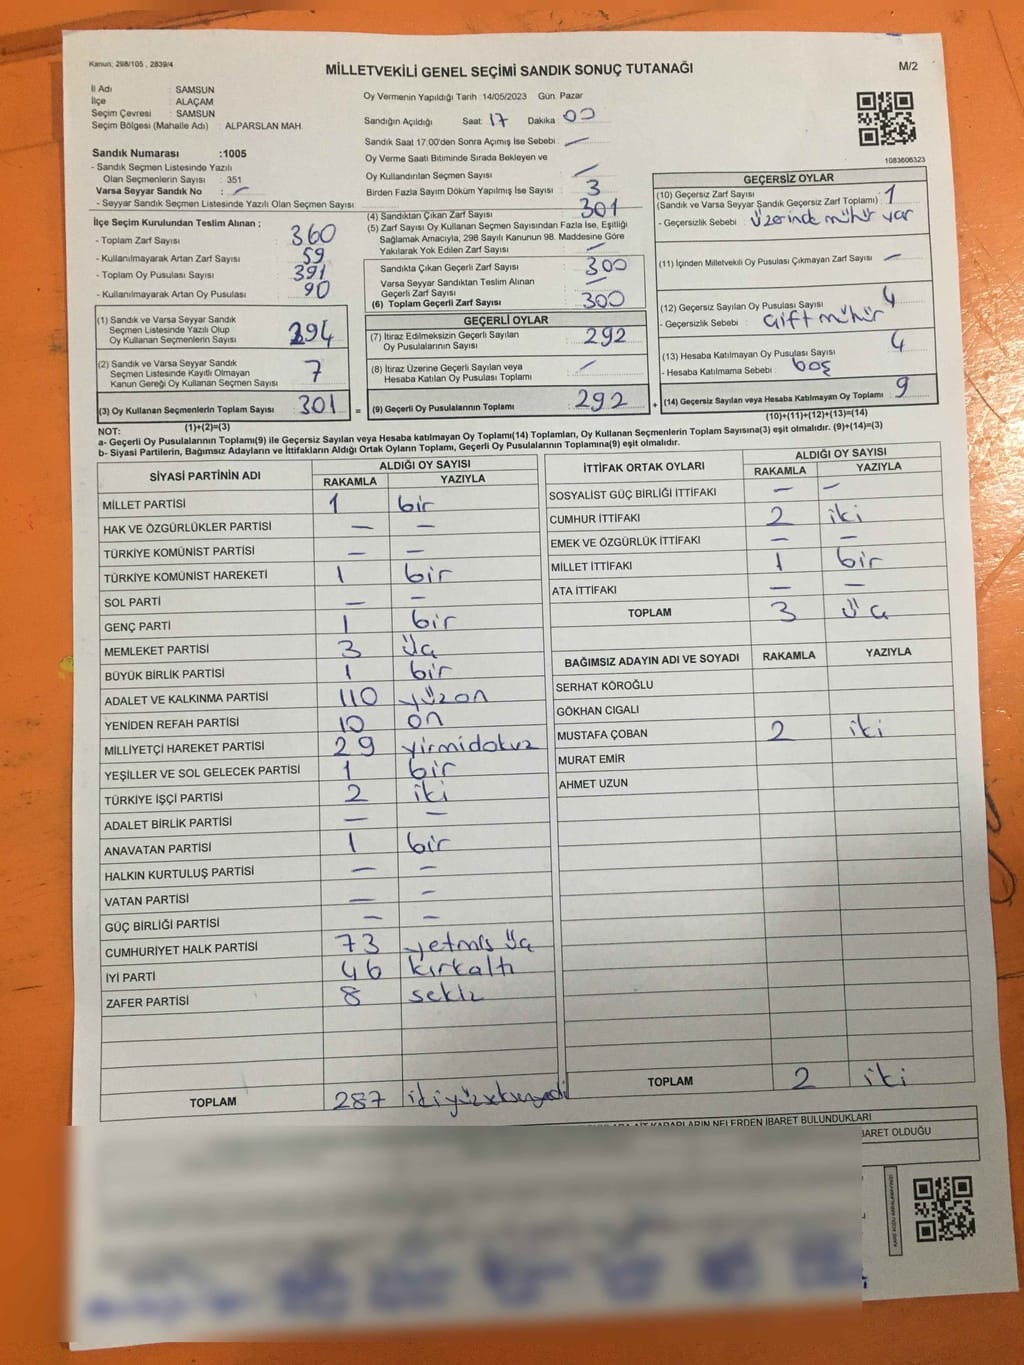 Kanun: 298/105 , 2839/4
MİLLETVEKİLİ GENEL SEÇİMİ SANDIK SONUÇ TUTANAĞI
M/2
İl Adı : SAMSUN
İlçe : ALAÇAM
Seçim Çevresi : SAMSUN
Seçim Bölgesi (Mahalle Adı) : ALPARSLAN MAH.
Oy Vermenin Yapıldığı Tarih :14/05/2023 Gün: Pazar
Sandığın Açıldığı Saat: 17 Dakika : 00
Sandık Saat 17.00'den Sonra Açımış İse Sebebi : —
Oy Verme Saati Bitiminde Sırada Bekleyen ve
Oy Kullandırılan Seçmen Sayısı : —
Birden Fazla Sayım Döküm Yapılmış İse Sayısı : 3
1083606323
Sandık Numarası :1005
- Sandık Seçmen Listesinde Yazılı
Olan Seçmenlerin Sayısı : 351
Varsa Seyyar Sandık No : —
- Seyyar Sandık Seçmen Listesinde Yazılı Olan Seçmen Sayısı :
İlçe Seçim Kurulundan Teslim Alınan ;
- Toplam Zarf Sayısı : 360
- Kullanılmayarak Artan Zarf Sayısı : 59
- Toplam Oy Pusulası Sayısı : 391
- Kullanılmayarak Artan Oy Pusulası : 90
(1) Sandık ve Varsa Seyyar Sandık
Seçmen Listesinde Yazılı Olup
Oy Kullanan Seçmenlerin Sayısı : 294
(2) Sandık ve Varsa Seyyar Sandık
Seçmen Listesinde Kayıtlı Olmayan
Kanun Gereği Oy Kullanan Seçmen Sayısı : 7
(3) Oy Kullanan Seçmenlerin Toplam Sayısı : 301 =
(1)+(2)=(3)
(4) Sandıktan Çıkan Zarf Sayısı : 301
(5) Zarf Sayısı Oy Kullanan Seçmen Sayısından Fazla İse, Eşitliği
Sağlamak Amacıyla, 298 Sayılı Kanunun 98. Maddesine Göre
Yakılarak Yok Edilen Zarf Sayısı : —
Sandıkta Çıkan Geçerli Zarf Sayısı : 300
Varsa Seyyar Sandıktan Teslim Alınan
Geçerli Zarf Sayısı : —
(6) Toplam Geçerli Zarf Sayısı : 300
GEÇERLİ OYLAR
(7) İtiraz Edilmeksizin Geçerli Sayılan
Oy Pusulalarının Sayısı : 292
(8) İtiraz Üzerine Geçerli Sayılan veya
Hesaba Katılan Oy Pusulası Toplamı : —
(9) Geçerli Oy Pusulalarının Toplamı : 292 +
GEÇERSİZ OYLAR
(10) Geçersiz Zarf Sayısı
(Sandık ve Varsa Seyyar Sandık Geçersiz Zarf Toplamı) : 1
- Geçersizlik Sebebi : üzerinde mühür var
(11) İçinden Milletvekili Oy Pusulası Çıkmayan Zarf Sayısı : —
(12) Geçersiz Sayılan Oy Pusulası Sayısı : 4
- Geçersizlik Sebebi : Çift mühür
(13) Hesaba Katılmayan Oy Pusulası Sayısı : 4
- Hesaba Katılmama Sebebi : boş
(14) Geçersiz Sayılan veya Hesaba Katılmayan Oy Toplamı : 9
(10)+(11)+(12)+(13)=(14)
NOT:
a- Geçerli Oy Pusulalarının Toplamı(9) ile Geçersiz Sayılan veya Hesaba katılmayan Oy Toplamı(14) Toplamları, Oy Kullanan Seçmenlerin Toplam Sayısına(3) eşit olmalıdır. (9)+(14)=(3)
b- Siyasi Partilerin, Bağımsız Adayların ve İttifakların Aldığı Ortak Oyların Toplamı, Geçerli Oy Pusulalarının Toplamına(9) eşit olmalıdır.
SİYASİ PARTİNİN ADI ALDIĞI OY SAYISI
RAKAMLA YAZIYLA
MİLLET PARTİSİ 1 bir
HAK VE ÖZGÜRLÜKLER PARTİSİ — —
TÜRKİYE KOMÜNİST PARTİSİ — —
TÜRKİYE KOMÜNİST HAREKETİ 1 bir
SOL PARTİ — —
GENÇ PARTİ 1 bir
MEMLEKET PARTİSİ 3 üç
BÜYÜK BİRLİK PARTİSİ 1 bir
ADALET VE KALKINMA PARTİSİ 110 yüzon
YENİDEN REFAH PARTİSİ 10 on
MİLLİYETÇİ HAREKET PARTİSİ 29 yirmidokuz
YEŞİLLER VE SOL GELECEK PARTİSİ 1 bir
TÜRKİYE İŞÇİ PARTİSİ 2 iki
ADALET BİRLİK PARTİSİ — —
ANAVATAN PARTİSİ 1 bir
HALKIN KURTULUŞ PARTİSİ — —
VATAN PARTİSİ — —
GÜÇ BİRLİĞİ PARTİSİ — —
CUMHURİYET HALK PARTİSİ 73 yetmiş üç
İYİ PARTİ 46 kırkaltı
ZAFER PARTİSİ 8 sekiz
TOPLAM 287 ikiyüzseksenyedi
İTTİFAK ORTAK OYLARI ALDIĞI OY SAYISI
RAKAMLA YAZIYLA
SOSYALİST GÜÇ BİRLİĞİ İTTİFAKI — —
CUMHUR İTTİFAKI 2 iki
EMEK VE ÖZGÜRLÜK İTTİFAKI — —
MİLLET İTTİFAKI 1 bir
ATA İTTİFAKI — —
TOPLAM 3 üç
BAĞIMSIZ ADAYIN ADI VE SOYADI RAKAMLA YAZIYLA
SERHAT KÖROĞLU
GÖKHAN CIGALI
MUSTAFA ÇOBAN 2 iki
MURAT EMİR
AHMET UZUN
TOPLAM 2 iki
KARARLARIN NELERDEN İBARET BULUNDUKLARI
İBARET OLDUĞU